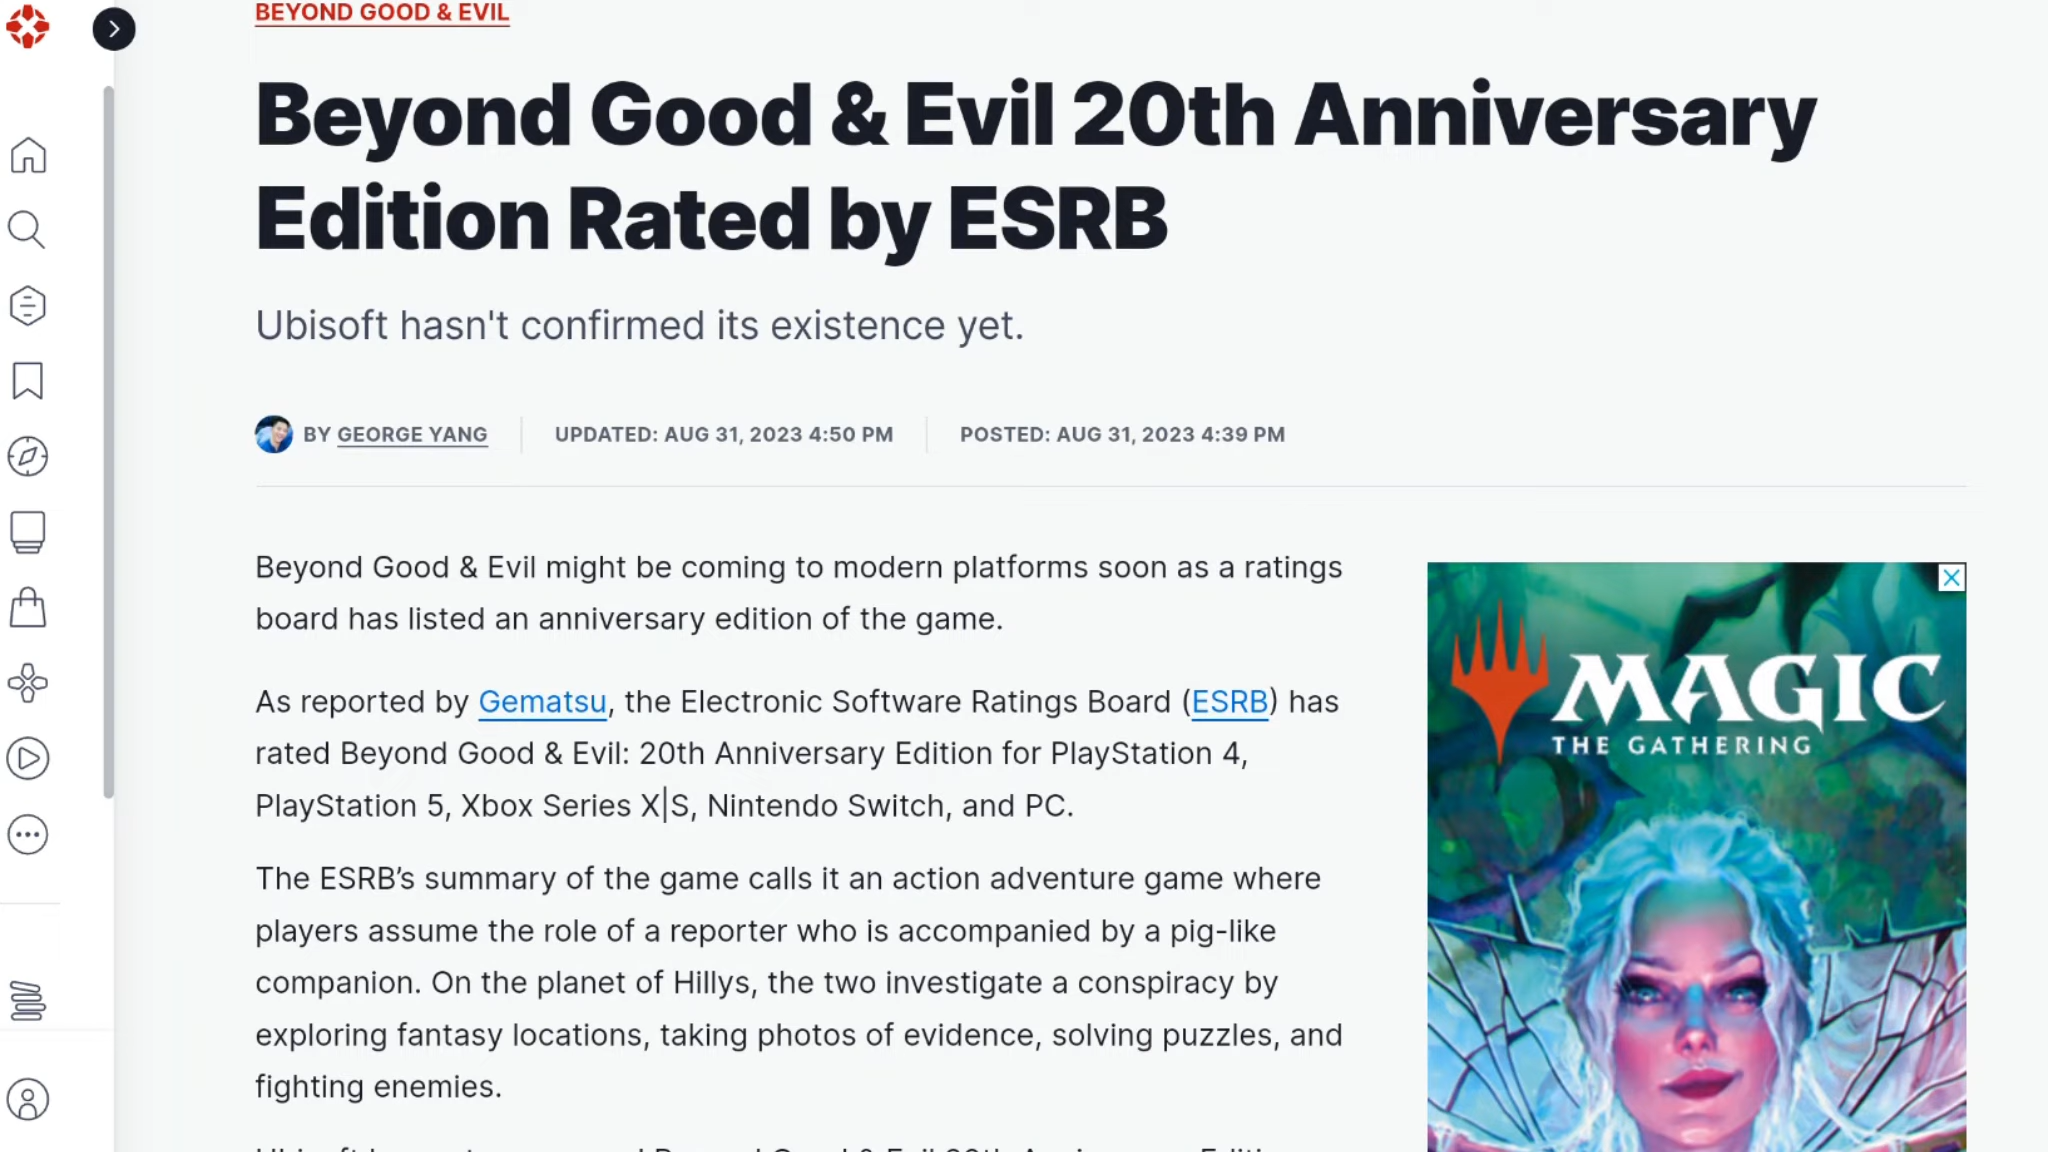 BEYOND GOOD & EVIL
Beyond Good & Evil 20th Anniversary
Edition Rated by ESRB
Ubisoft hasn't confirmed its existence yet.
BY GEORGE YANG
UPDATED: AUG 31, 2023 4:50 PM
POSTED: AUG 31, 2023 4:39 PM
Beyond Good & Evil might be coming to modern platforms soon as a ratings
board has listed an anniversary edition of the game.
As reported by Gematsu, the Electronic Software Ratings Board (ESRB) has
rated Beyond Good & Evil: 20th Anniversary Edition for PlayStation 4,
PlayStation 5, Xbox Series X|S, Nintendo Switch, and PC.
The ESRB’s summary of the game calls it an action adventure game where
players assume the role of a reporter who is accompanied by a pig-like
companion. On the planet of Hillys, the two investigate a conspiracy by
exploring fantasy locations, taking photos of evidence, solving puzzles, and
fighting enemies.
MAGIC
THE GATHERING